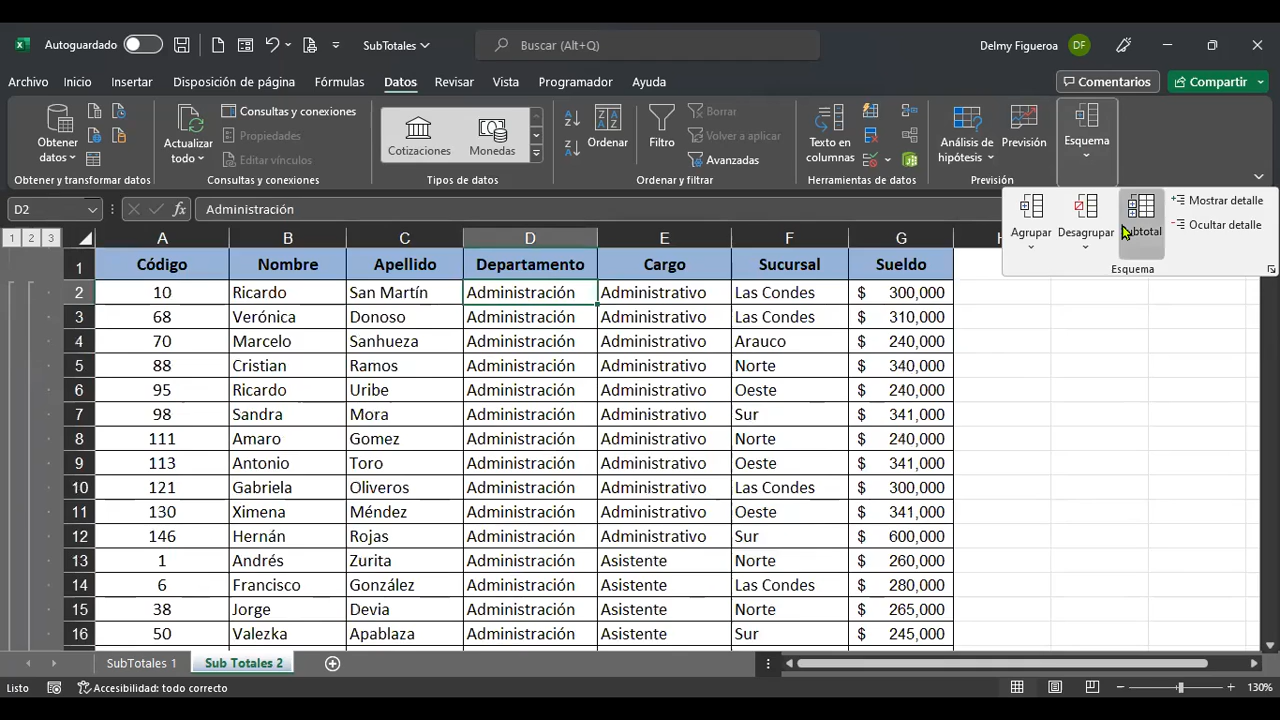 Autoguardado SubTotales Buscar (Alt+Q) Delmy Figueroa DF
Archivo Inicio Insertar Disposición de página Fórmulas Datos Revisar Vista Programador Ayuda Comentarios Compartir
Obtener datos
Obtener y transformar datos
Actualizar todo
Consultas y conexiones
Propiedades
Editar vínculos
Consultas y conexiones
Cotizaciones Monedas
Tipos de datos
Ordenar
Filtro
Borrar
Volver a aplicar
Avanzadas
Ordenar y filtrar
Texto en columnas
Herramientas de datos
Análisis de hipótesis
Previsión
Previsión
Esquema
Agrupar Desagrupar
Mostrar detalle
Ocultar detalle
Esquema
D2 fx Administración
1 2 3 A B C D E F G
1 Código Nombre Apellido Departamento Cargo Sucursal Sueldo
2 10 Ricardo San Martín Administración Administrativo Las Condes $ 300,000
3 68 Verónica Donoso Administración Administrativo Las Condes $ 310,000
4 70 Marcelo Sanhueza Administración Administrativo Arauco $ 240,000
5 88 Cristian Ramos Administración Administrativo Norte $ 340,000
6 95 Ricardo Uribe Administración Administrativo Oeste $ 240,000
7 98 Sandra Mora Administración Administrativo Sur $ 341,000
8 111 Amaro Gomez Administración Administrativo Norte $ 240,000
9 113 Antonio Toro Administración Administrativo Oeste $ 341,000
10 121 Gabriela Oliveros Administración Administrativo Las Condes $ 300,000
11 130 Ximena Méndez Administración Administrativo Oeste $ 341,000
12 146 Hernán Rojas Administración Administrativo Sur $ 600,000
13 1 Andrés Zurita Administración Asistente Norte $ 260,000
14 6 Francisco González Administración Asistente Las Condes $ 280,000
15 38 Jorge Devia Administración Asistente Norte $ 265,000
16 50 Valezka Apablaza Administración Asistente Sur $ 245,000
SubTotales 1 Sub Totales 2
Listo Accesibilidad: todo correcto 130%